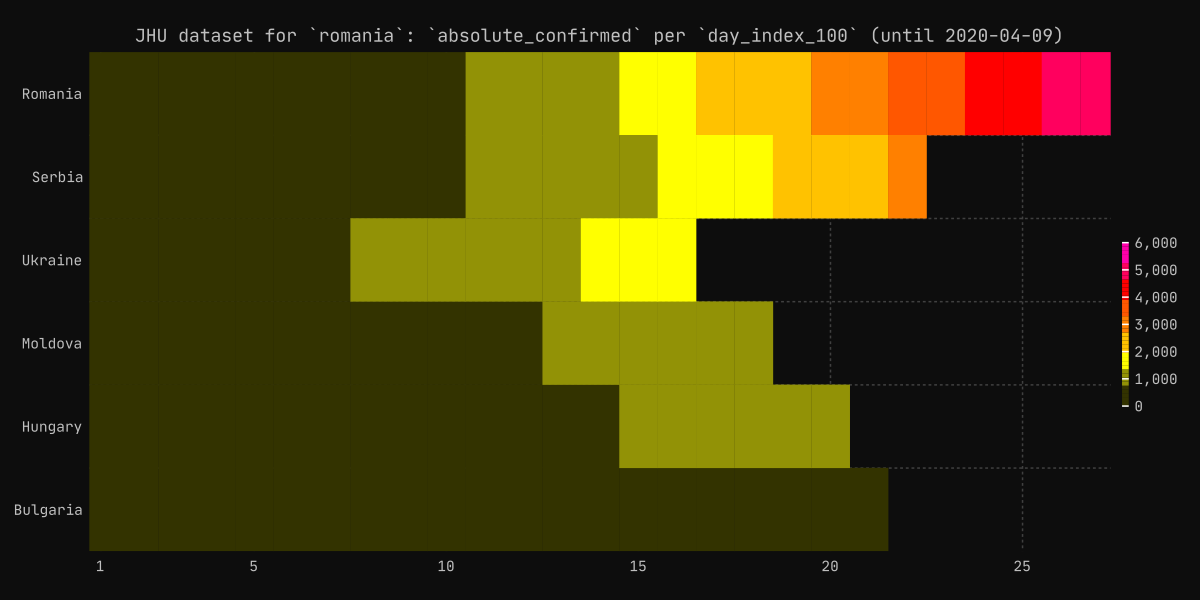 JHU dataset for `romania`: `absolute_confirmed` per `day_index_100` (until 2020-04-09)
Romania
Serbia
Ukraine
Moldova
Hungary
Bulgaria
1 5 10 15 20 25
6,000
5,000
4,000
3,000
2,000
1,000
0